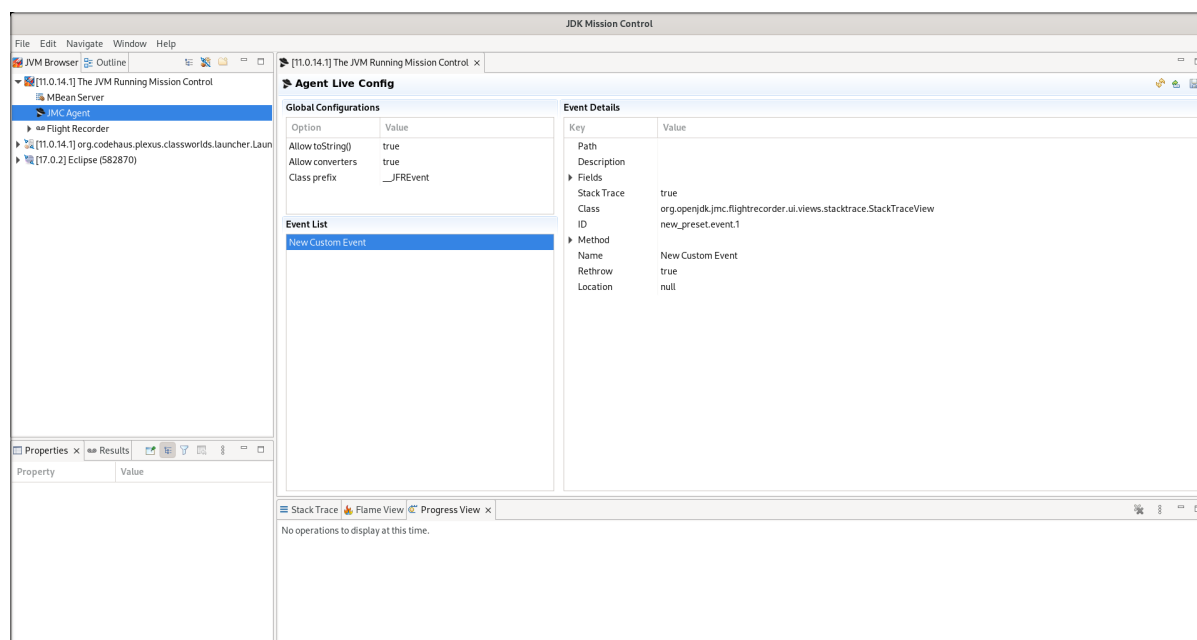 JDK Mission Control
File Edit Navigate Window Help
JVM Browser Outline
[11.0.14.1] The JVM Running Mission Control
MBean Server
JMC Agent
Flight Recorder
[11.0.14.1] org.codehaus.plexus.classworlds.launcher.Laun
[17.0.2] Eclipse (582870)
Properties Results
Property Value
[11.0.14.1] The JVM Running Mission Control
Agent Live Config
Global Configurations
Option Value
Allow toString() true
Allow converters true
Class prefix __JFREvent
Event List
New Custom Event
Event Details
Key Value
Path
Description
Fields
Stack Trace true
Class org.openjdk.jmc.flightrecorder.ui.views.stacktrace.StackTraceView
ID new_preset.event.1
Method
Name New Custom Event
Rethrow true
Location null
Stack Trace Flame View Progress View
No operations to display at this time.